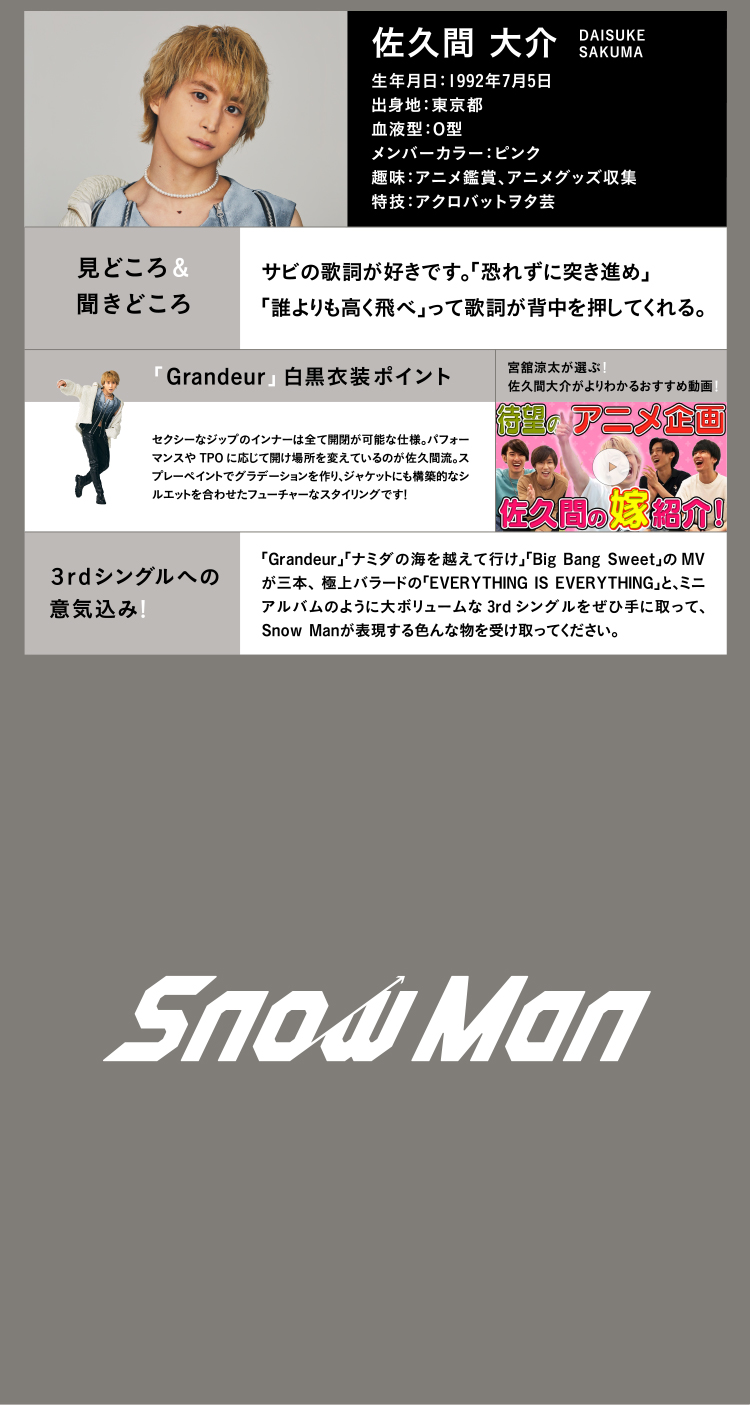 佐久間 大介
DAISUKE
SAKUMA
生年月日：1992年7月5日
出身地：東京都
血液型：O型
メンバーカラー：ピンク
趣味：アニメ鑑賞、アニメグッズ収集
特技：アクロバットヲタ芸
見どころ&
聞きどころ
サビの歌詞が好きです。「恐れずに突き進め」
「誰よりも高く飛べ」って歌詞が背中を押してくれる。
『Grandeur』白黒衣装ポイント
セクシーなジップのインナーは全て開閉が可能な仕様。パフォー
マンスや TPO に応じて開け場所を変えているのが佐久間流。ス
プレーペイントでグラデーションを作り、ジャケットにも構築的なシ
ルエットを合わせたフューチャーなスタイリングです！
宮舘涼太が選ぶ！
佐久間大介がよりわかるおすすめ動画！
待望のアニメ企画
佐久間の嫁紹介！
3rdシングルへの
意気込み！
「Grandeur」「ナミダの海を越えて行け」「Big Bang Sweet」の MV
が三本、極上バラードの「EVERYTHING IS EVERYTHING」と、ミニ
アルバムのように大ボリュームな 3rd シングルをぜひ手に取って、
Snow Manが表現する色んな物を受け取ってください。
Snow Man